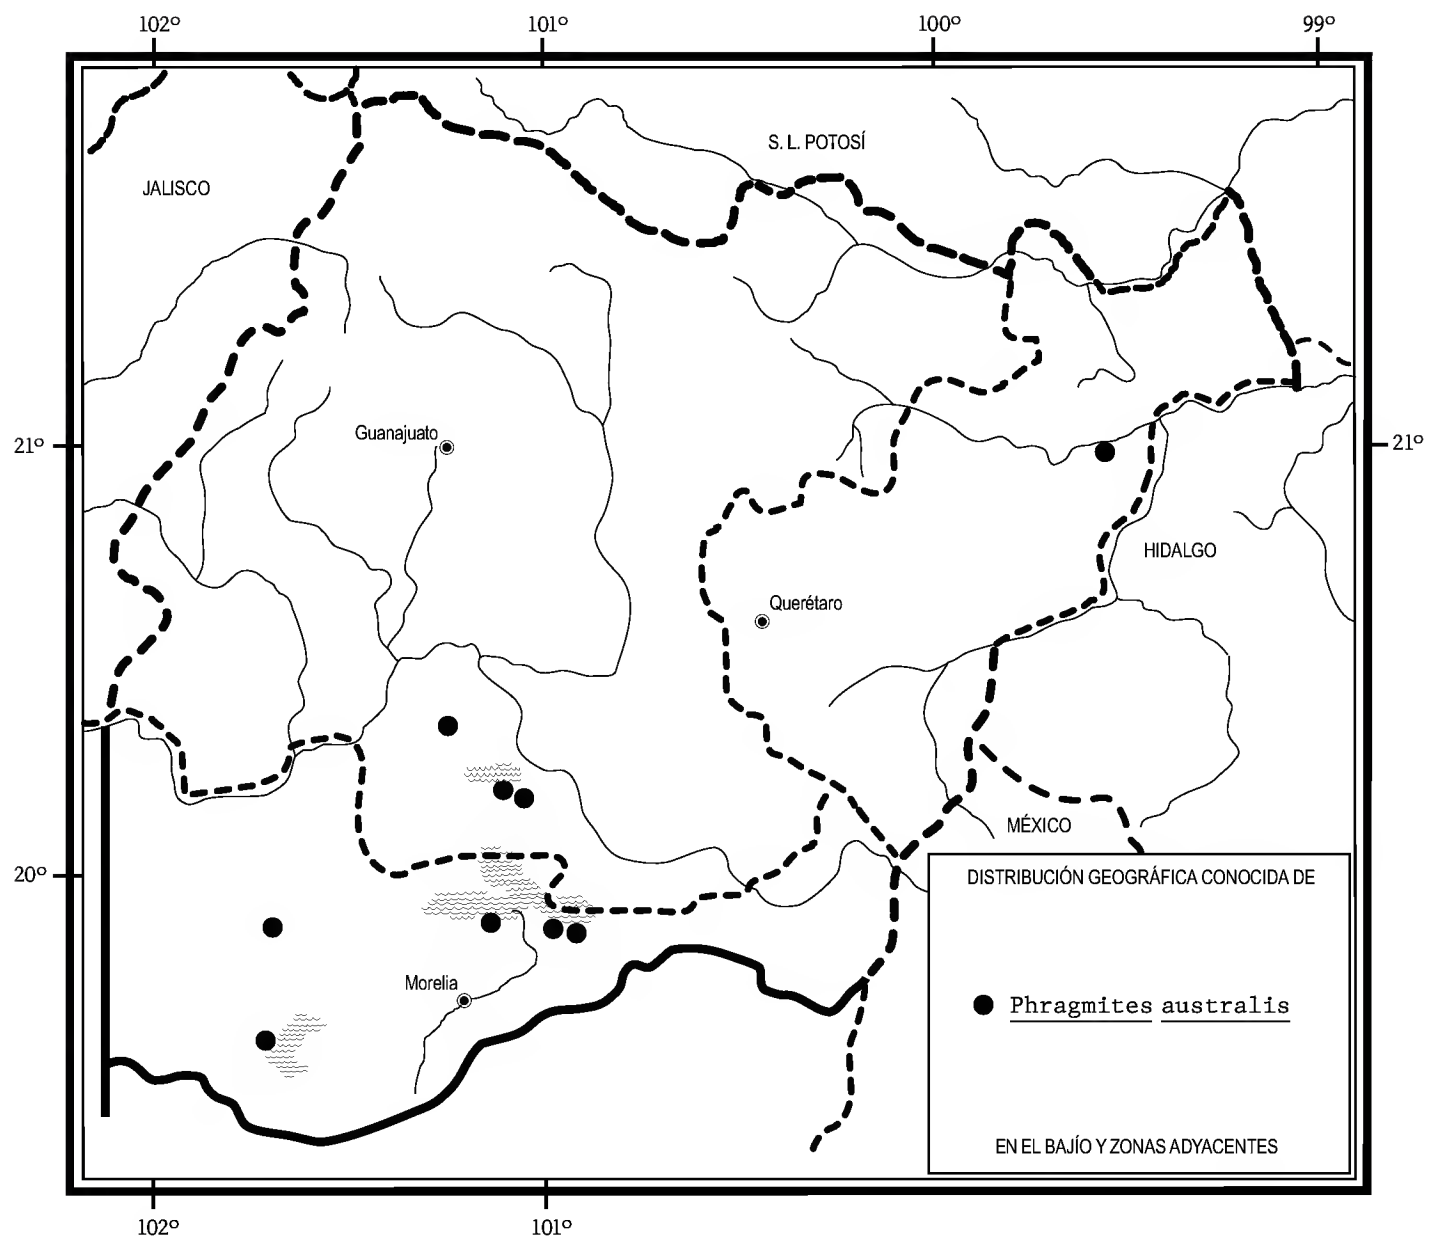 102º 101º 100º 99º
S. L. POTOSÍ
JALISCO
Guanajuato
21º 21º
HIDALGO
Querétaro
MÉXICO
20º
DISTRIBUCIÓN GEOGRÁFICA CONOCIDA DE
Morelia
Phragmites australis
EN EL BAJÍO Y ZONAS ADYACENTES
102º 101º